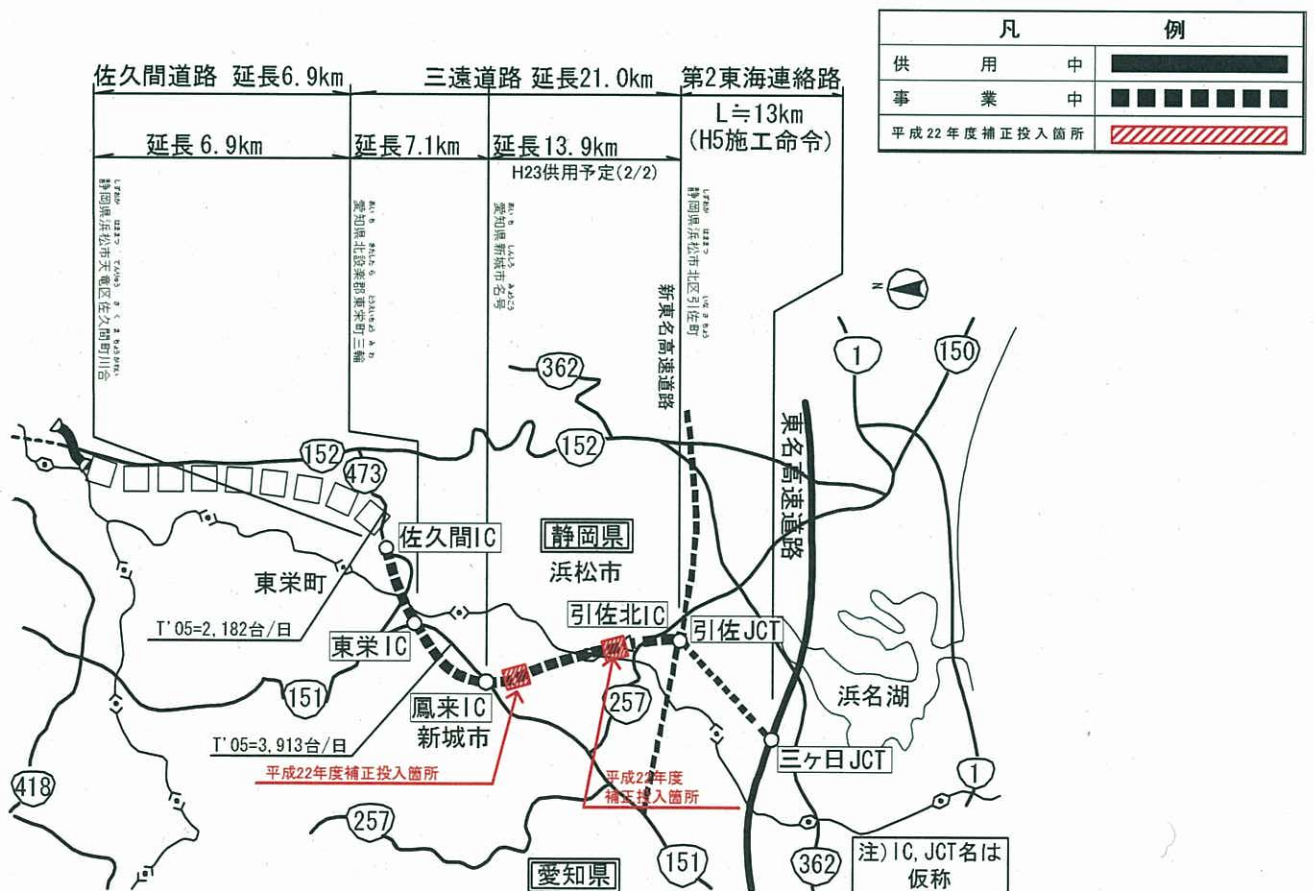 凡 例
供用中
事業中
平成22年度補正投入箇所
佐久間道路 延長6.9km
三遠道路 延長21.0km
第2東海連絡路
L≒13km
(H5施工命令)
延長6.9km
延長7.1km
延長13.9km
H23供用予定(2/2)
静岡県浜松市天竜区佐久間町川合
愛知県北設楽郡東栄町三輪
愛知県新城市名号
静岡県浜松市北区引佐町
新東名高速道路
東名高速道路
N
1
150
362
152
152
473
佐久間IC
静岡県
浜松市
東栄町
T'05=2,182台/日
東栄IC
引佐北IC
引佐JCT
151
鳳来IC
新城市
257
浜名湖
T'05=3,913台/日
平成22年度補正投入箇所
平成22年度
補正投入箇所
三ヶ日JCT
418
1
257
愛知県
151
362
注)IC,JCT名は
仮称